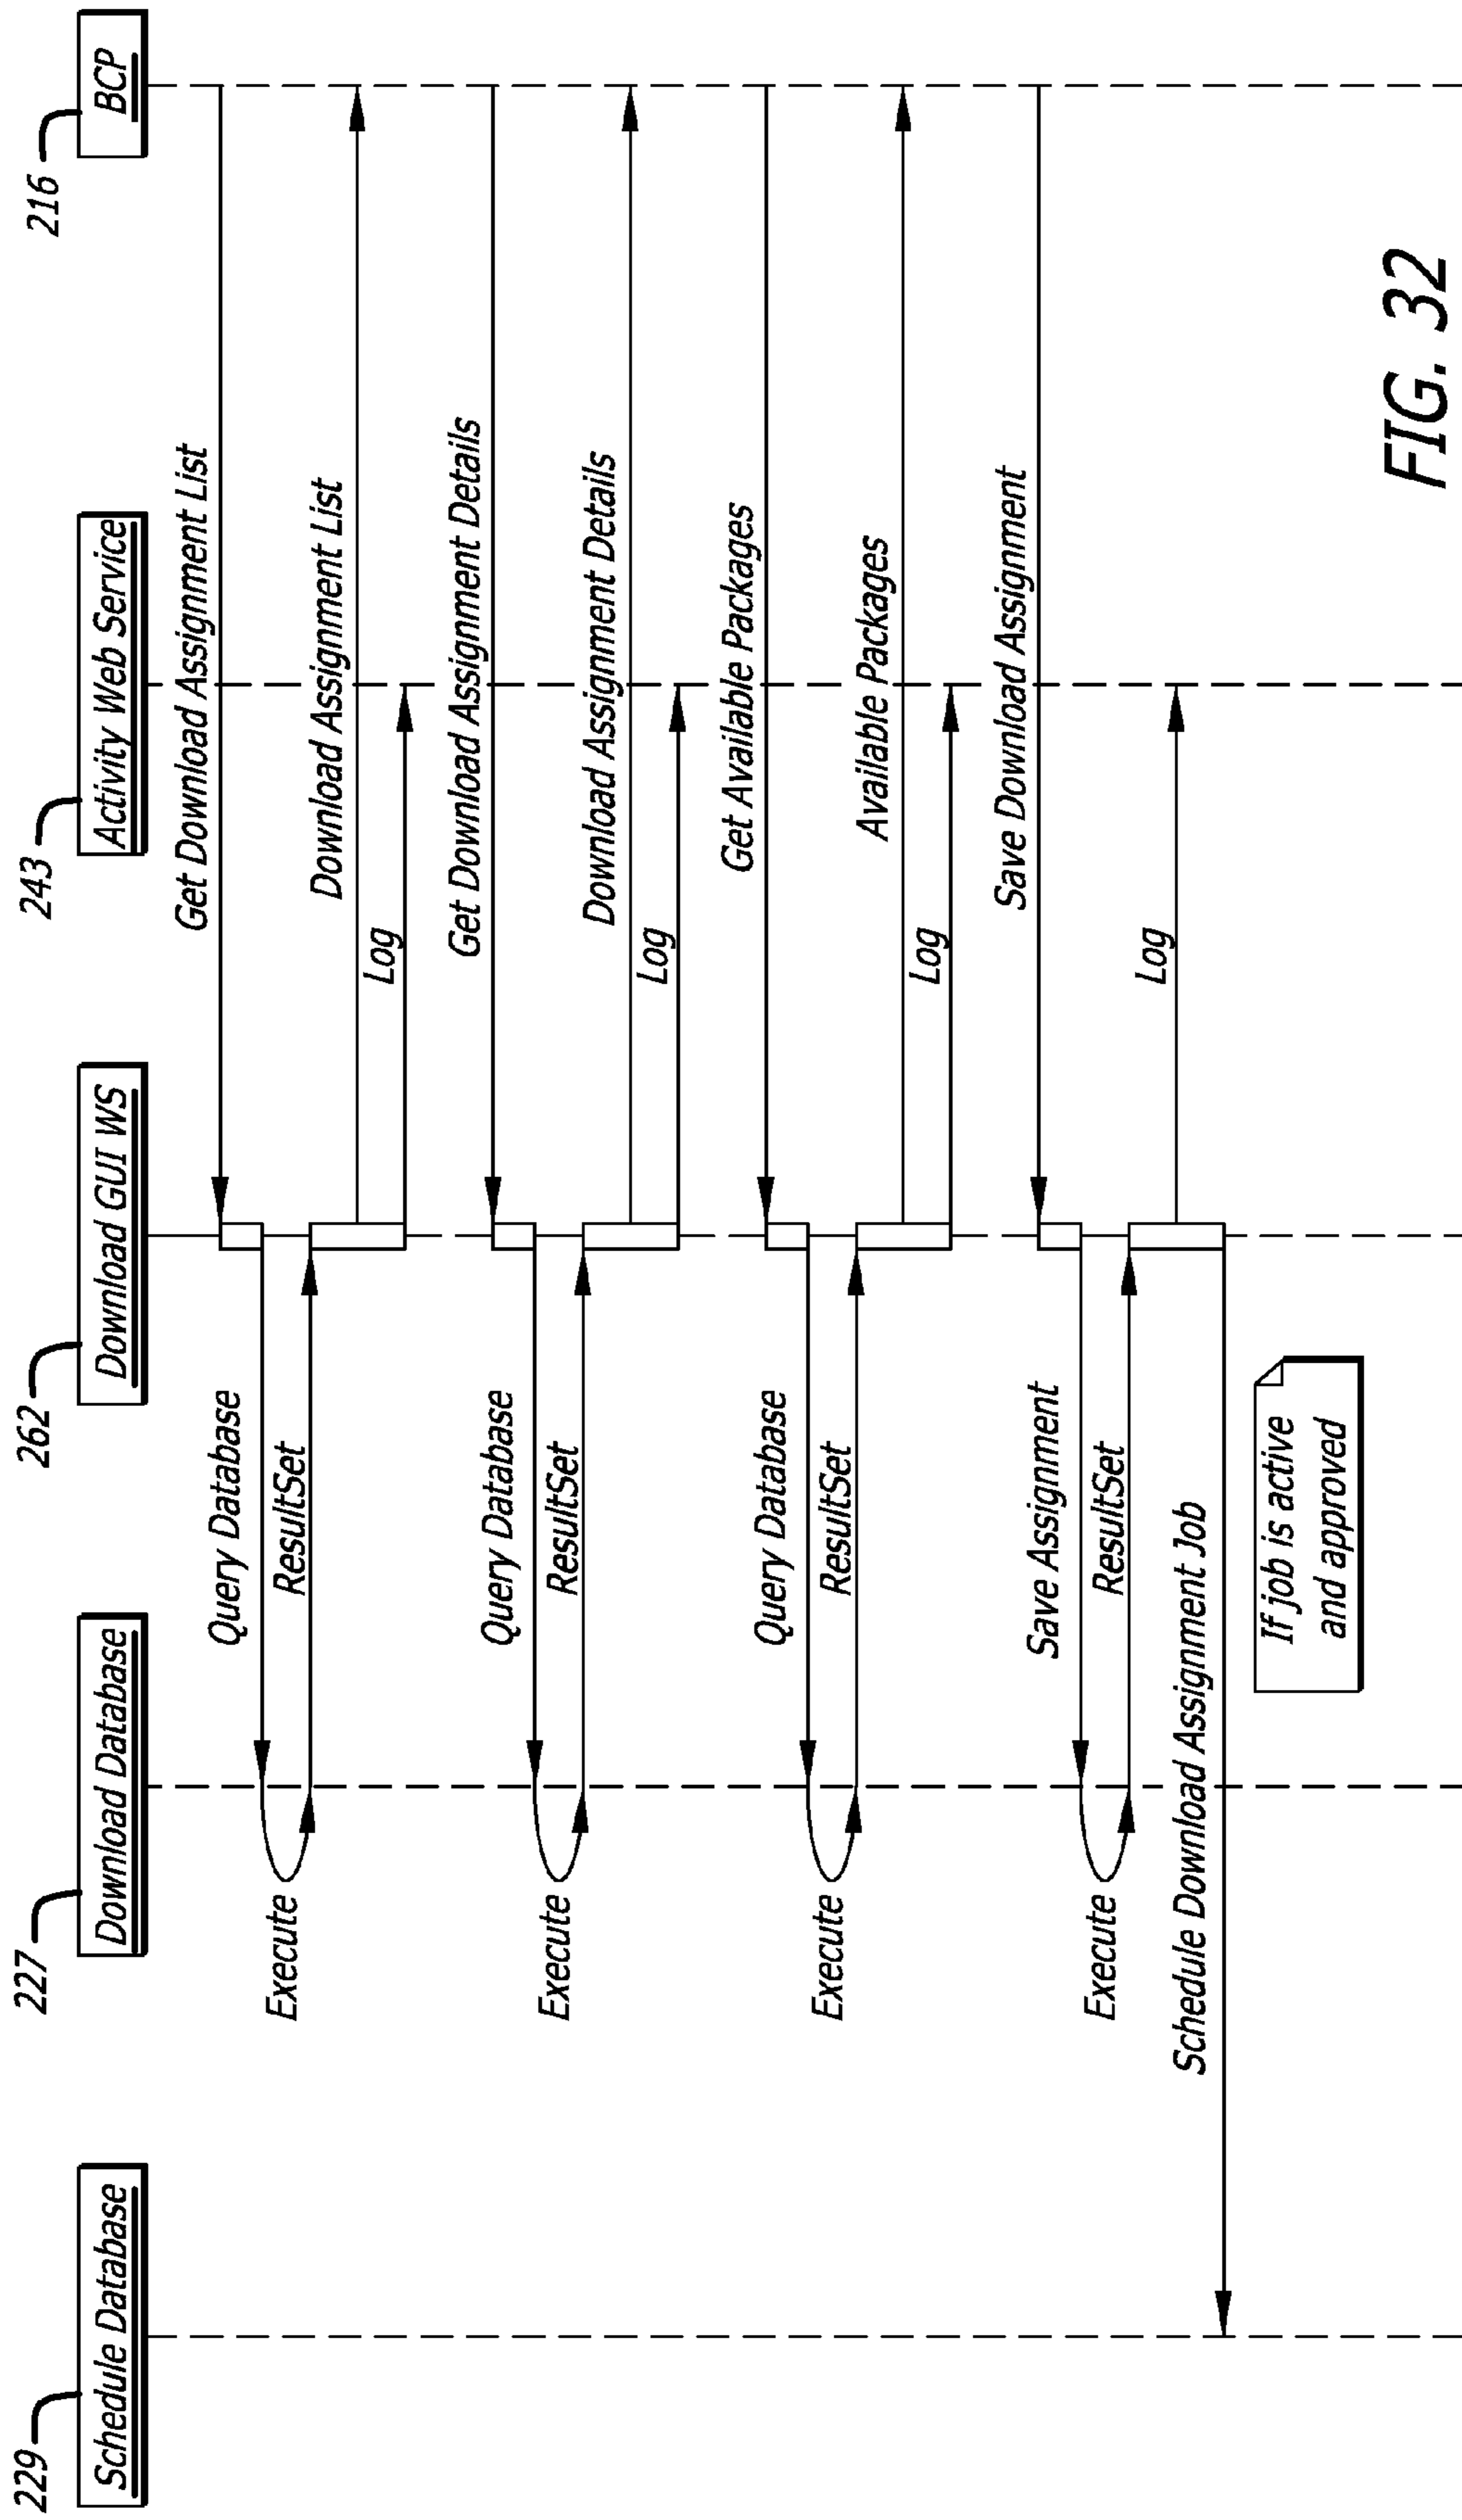 229
227
262
243
216
Schedule Database
Download Database
Download GUI WS
Activity Web Service
BCP
Get Download Assignment List
Query Database
Execute
ResultSet
Download Assignment List
Log
Get Download Assignment Details
Query Database
Execute
ResultSet
Download Assignment Details
Log
Get Available Packages
Query Database
Execute
ResultSet
Available Packages
Log
Save Download Assignment
Save Assignment
Execute
ResultSet
Log
Schedule Download Assignment Job
If job is active
and approved
FIG. 32